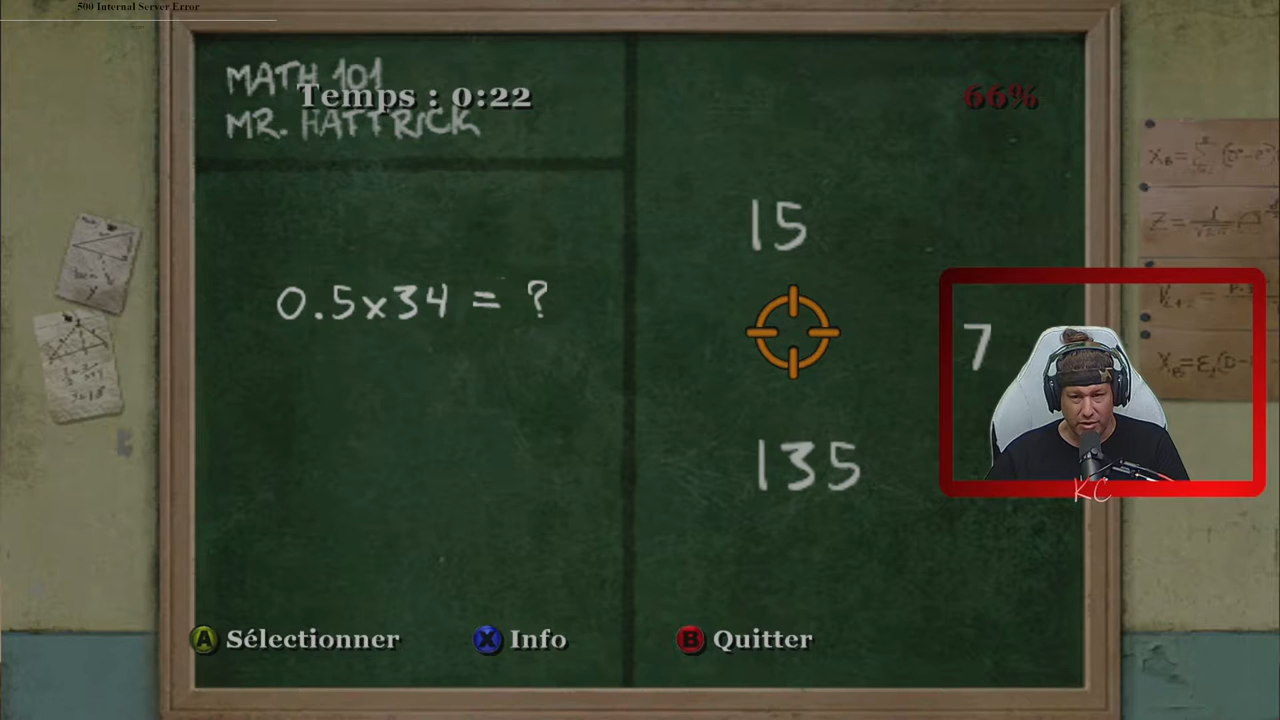 500 Internal Server Error
MATH 101
Temps : 0:22
66%
MR. HATTRICK
15
0.5x34 = ?
7
135
KC
A Sélectionner
X Info
B Quitter